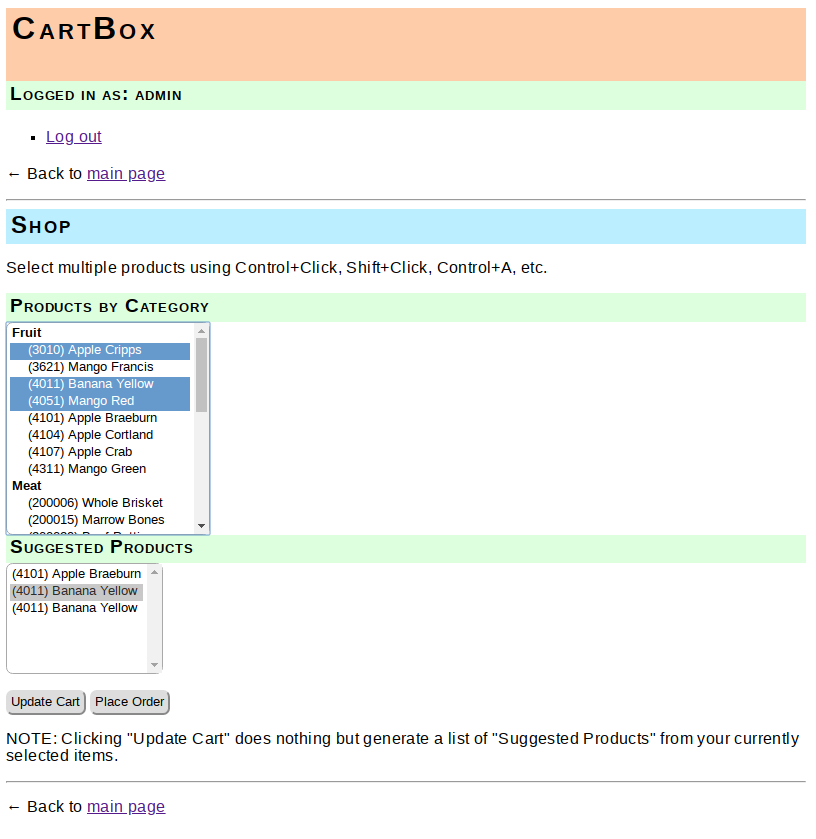 CartBox
Logged in as: admin
Log out
← Back to main page
Shop
Select multiple products using Control+Click, Shift+Click, Control+A, etc.
Products by Category
Fruit
(3010) Apple Cripps
(3621) Mango Francis
(4011) Banana Yellow
(4051) Mango Red
(4101) Apple Braeburn
(4104) Apple Cortland
(4107) Apple Crab
(4311) Mango Green
Meat
(200006) Whole Brisket
(200015) Marrow Bones
Suggested Products
(4101) Apple Braeburn
(4011) Banana Yellow
(4011) Banana Yellow
Update Cart Place Order
NOTE: Clicking "Update Cart" does nothing but generate a list of "Suggested Products" from your currently
selected items.
← Back to main page